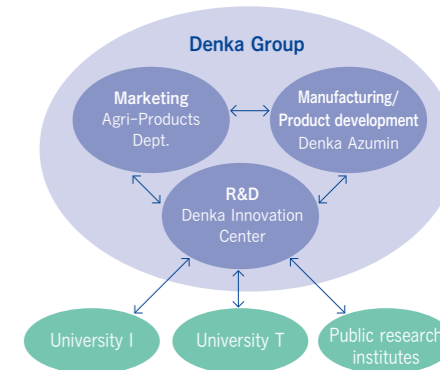 Denka Group
Marketing
Agri-Products
Dept.
Manufacturing/
Product development
Denka Azumin
R&D
Denka Innovation
Center
University I
University T
Public research
institutes